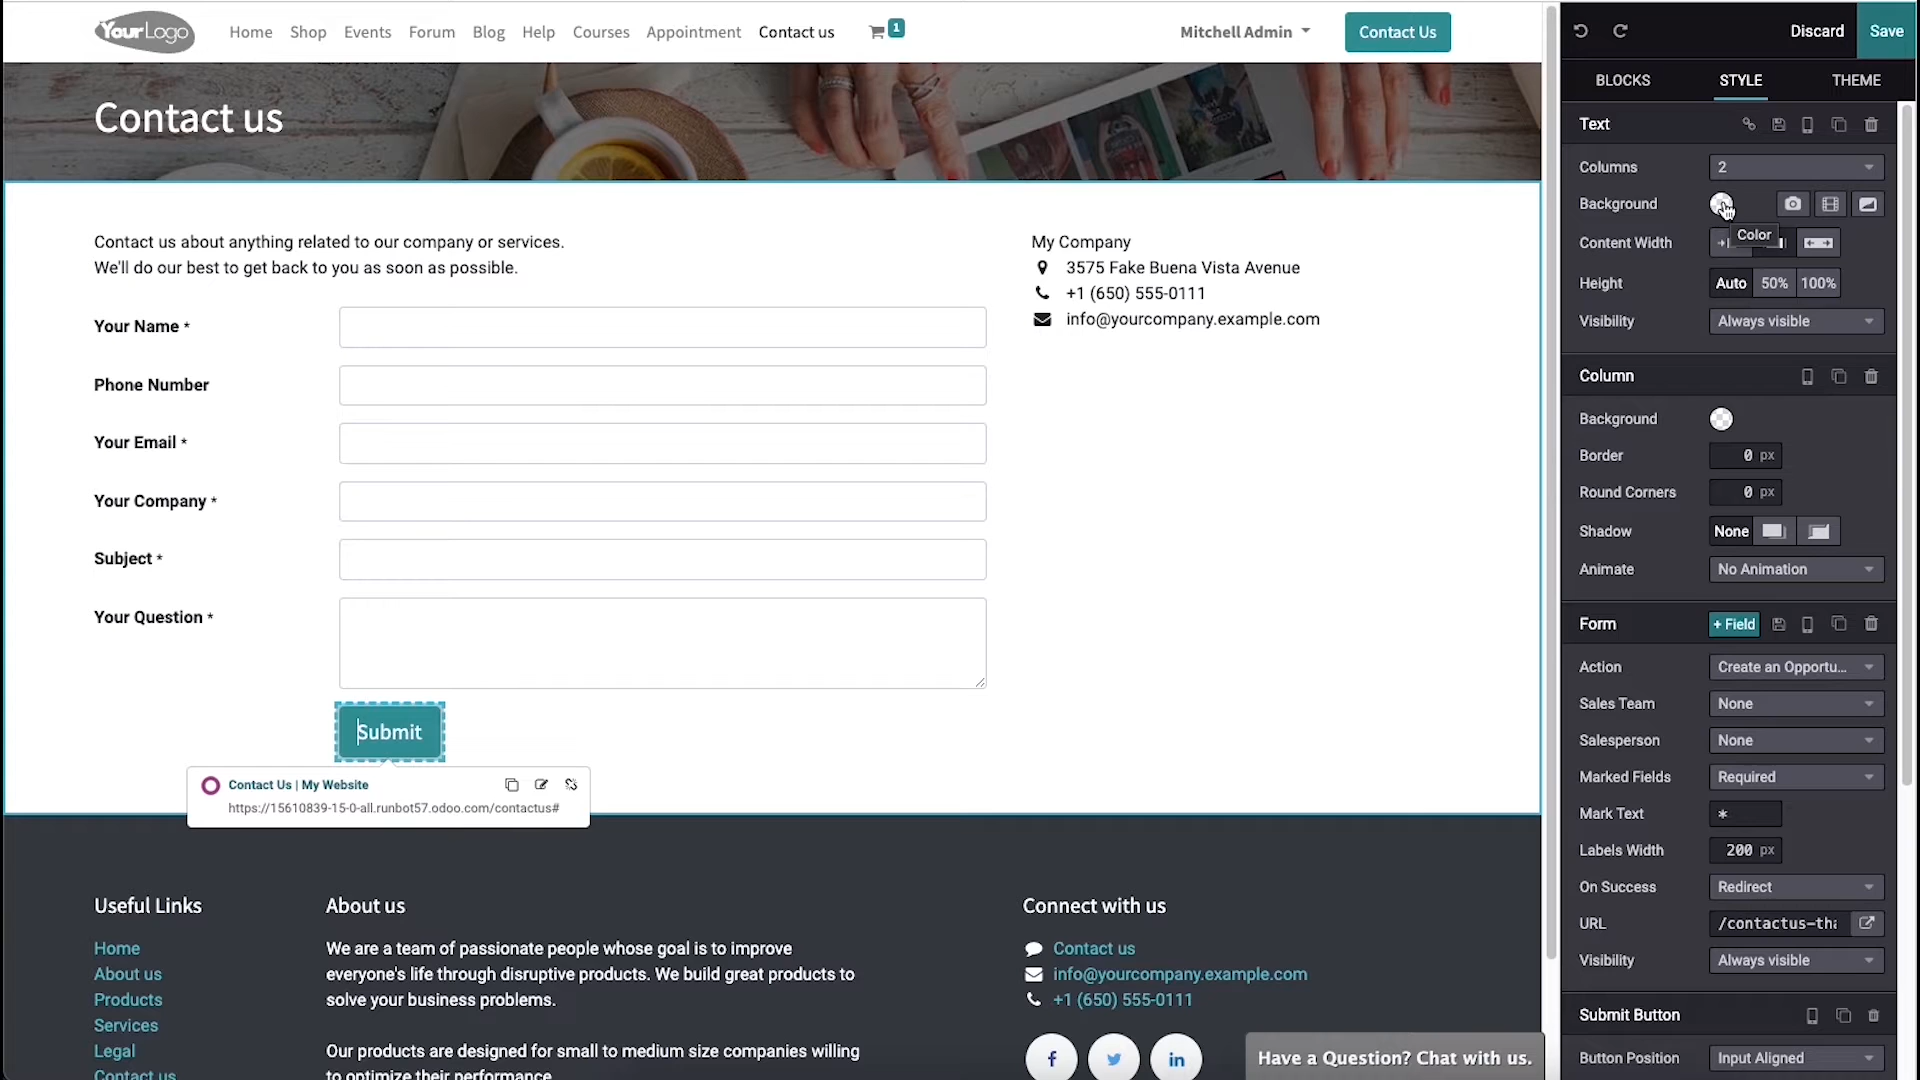 YourLogo
Home Shop Events Forum Blog Help Courses Appointment Contact us 1 Mitchell Admin Contact Us
Discard Save
BLOCKS STYLE THEME
Contact us
Contact us about anything related to our company or services.
We'll do our best to get back to you as soon as possible.
Your Name *
Phone Number
Your Email *
Your Company *
Subject *
Your Question *
Submit
Contact Us | My Website
https://15610839-15-0-all.runbot57.odoo.com/contactus#
My Company
3575 Fake Buena Vista Avenue
+1 (650) 555-0111
info@yourcompany.example.com
Text
Columns 2
Background
Color
Content Width
Height Auto 50% 100%
Visibility Always visible
Column
Background
Border 0 px
Round Corners 0 px
Shadow None
Animate No Animation
Form + Field
Action Create an Opportu...
Sales Team None
Salesperson None
Marked Fields Required
Mark Text *
Labels Width 200 px
On Success Redirect
URL /contactus-tha
Visibility Always visible
Submit Button
Button Position Input Aligned
Useful Links
Home
About us
Products
Services
Legal
Contact us
About us
We are a team of passionate people whose goal is to improve
everyone's life through disruptive products. We build great products to
solve your business problems.
Our products are designed for small to medium size companies willing
to optimize their performance
Connect with us
Contact us
info@yourcompany.example.com
+1 (650) 555-0111
Have a Question? Chat with us.